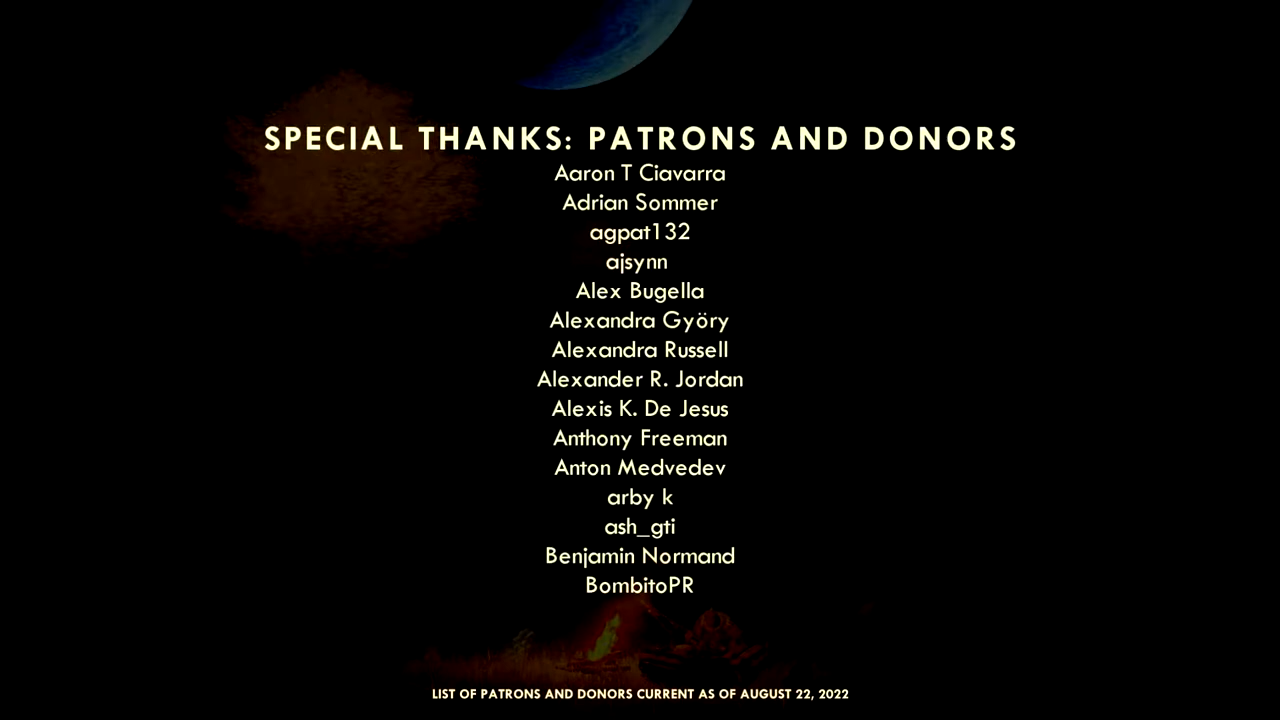 SPECIAL THANKS: PATRONS AND DONORS
Aaron T Ciavarra
Adrian Sommer
agpat132
ajsynn
Alex Bugella
Alexandra Györy
Alexandra Russell
Alexander R. Jordan
Alexis K. De Jesus
Anthony Freeman
Anton Medvedev
arby k
ash_gti
Benjamin Normand
BombitoPR
LIST OF PATRONS AND DONORS CURRENT AS OF AUGUST 22, 2022